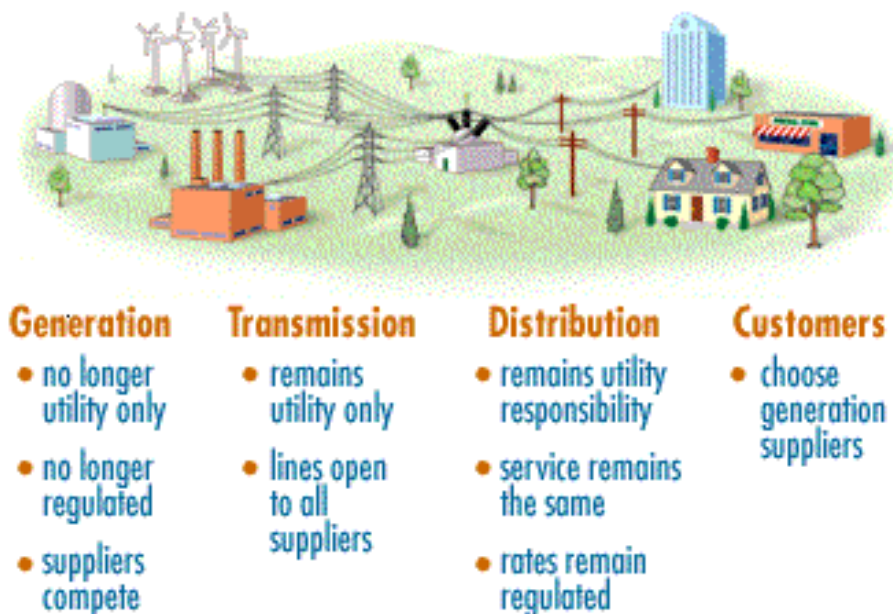 Generation
no longer
utility only
no longer
regulated
suppliers
compete
Transmission
remains
utility only
lines open
to all
suppliers
Distribution
remains utility
responsibility
service remains
the same
rates remain
regulated
Customers
choose
generation
suppliers